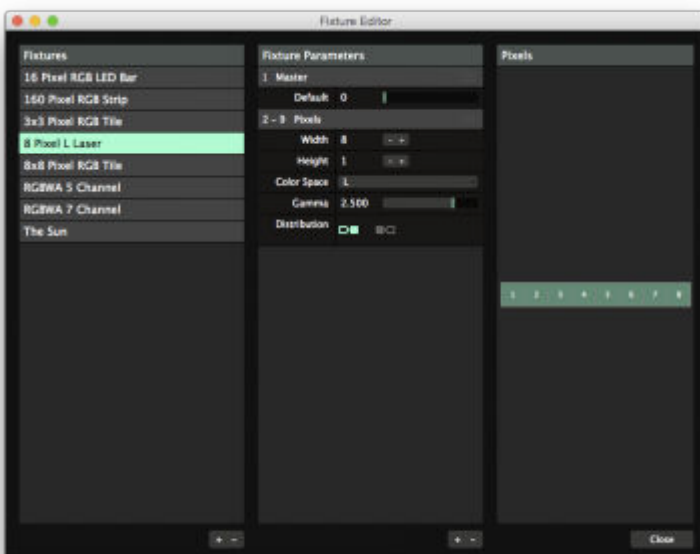 Fixture Editor
Fixtures
16 Pixel RGB LED Bar
160 Pixel RGB Strip
3x3 Pixel RGB Tile
8 Pixel L Laser
8x8 Pixel RGB Tile
RGBWA 5 Channel
RGBWA 7 Channel
The Sun
+ -
Fixture Parameters
1 Master
Default 0
2 - 9 Pixels
Width 8 - +
Height 1 - +
Color Space L
Gamma 2.500
Distribution
+ -
Pixels
1 2 3 4 5 6 7 8
Close